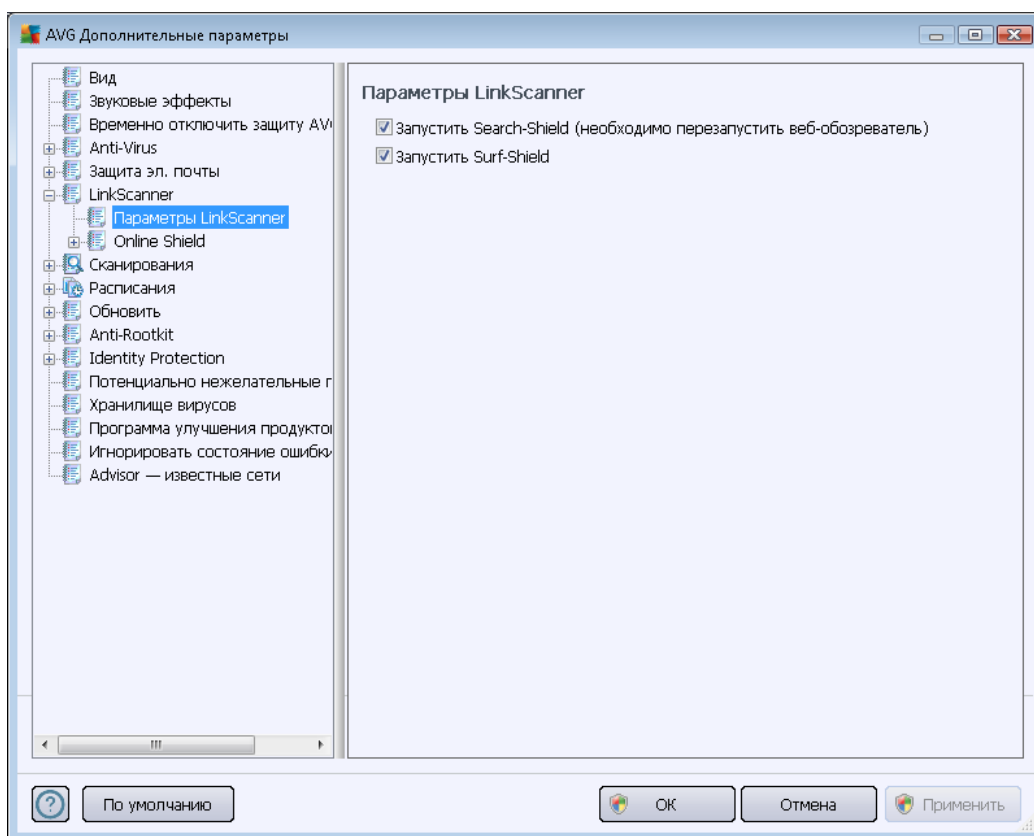 AVG Дополнительные параметры
Вид
Звуковые эффекты
Временно отключить защиту AV
Anti-Virus
Защита эл. почты
LinkScanner
Параметры LinkScanner
Online Shield
Сканирования
Расписания
Обновить
Anti-Rootkit
Identity Protection
Потенциально нежелательные
Хранилище вирусов
Программа улучшения
Игнорировать состояние ошибки
Advisor — известные сети
Параметры LinkScanner
Запустить Search-Shield (необходимо перезапустить веб-обозреватель)
Запустить Surf-Shield
По умолчанию
ОК
Отмена
Применить